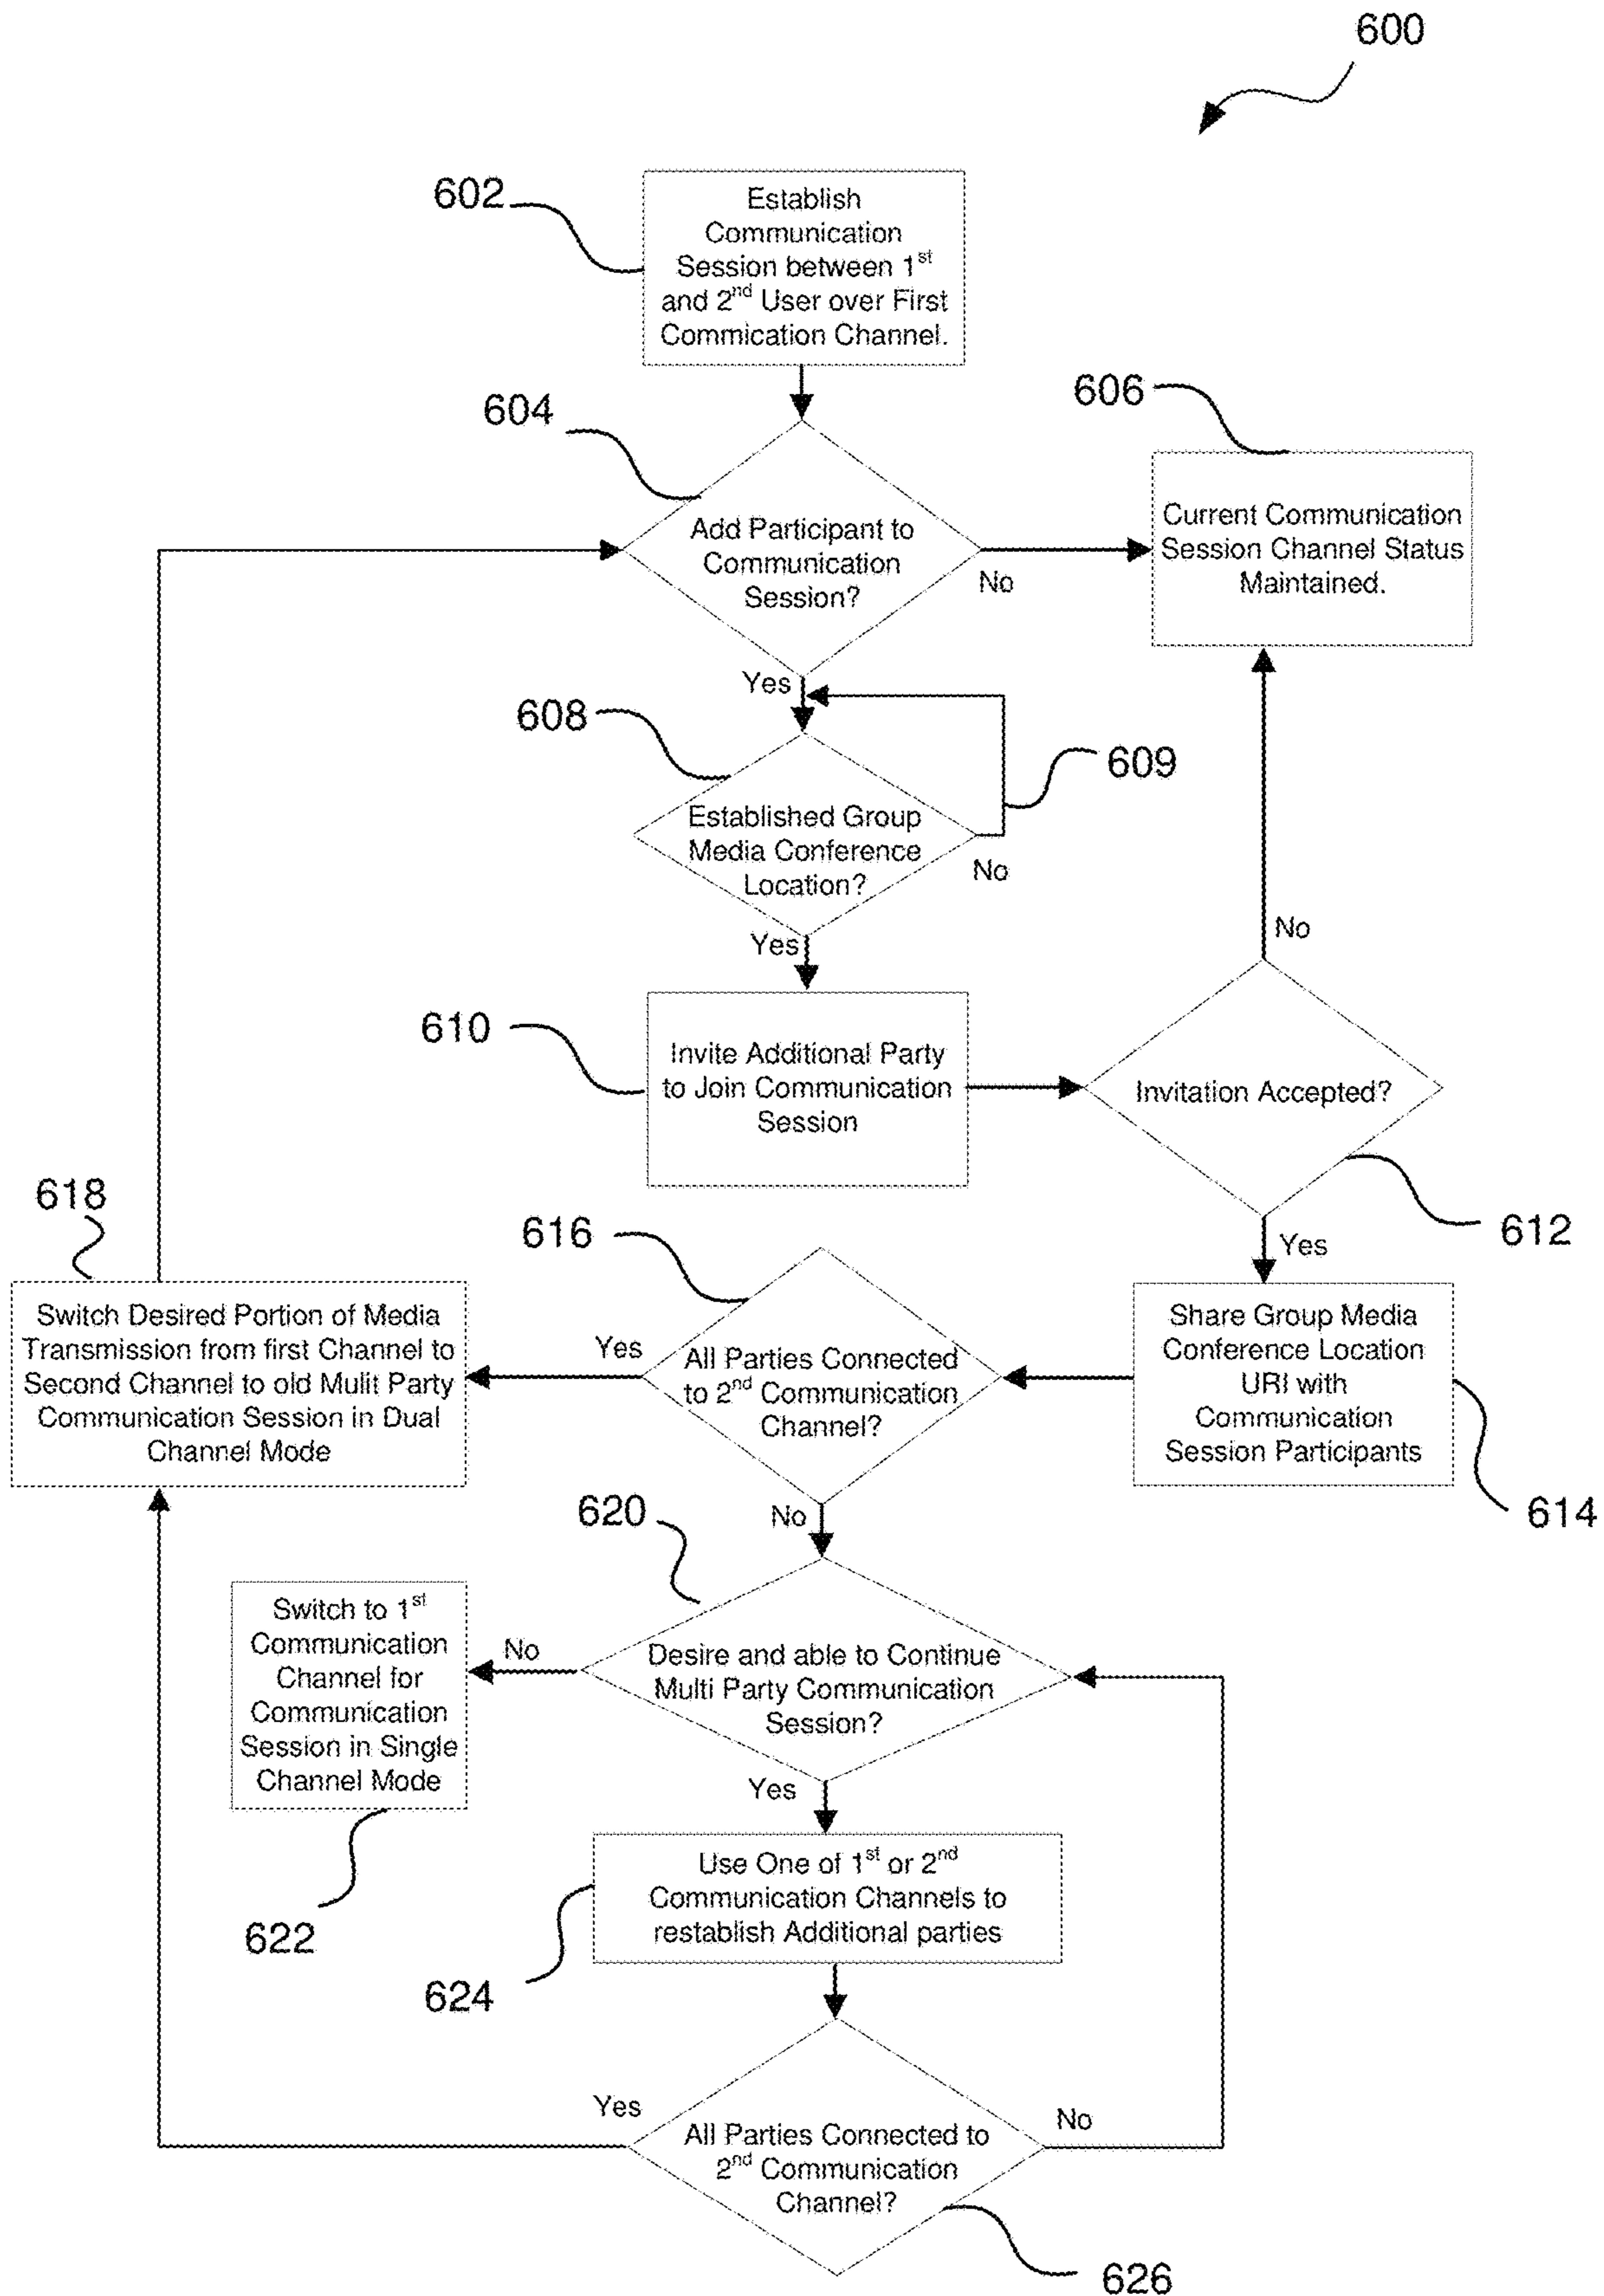 600
602
Establish
Communication
Session between 1st
and 2nd User over First
Commication Channel.
604
Add Participant to
Communication
Session?
No
606
Current Communication
Session Channel Status
Maintained.
Yes
608
Established Group
Media Conference
Location?
No
609
Yes
610
Invite Additional Party
to Join Communication
Session
Invitation Accepted?
No
612
Yes
614
Share Group Media
Conference Location
URI with
Communication
Session Participants
616
All Parties Connected
to 2nd Communication
Channel?
Yes
618
Switch Desired Portion of Media
Transmission from first Channel to
Second Channel to old Mulit Party
Communication Session in Dual
Channel Mode
No
620
Desire and able to Continue
Multi Party Communication
Session?
No
Switch to 1st
Communication
Channel for
Communication
Session in Single
Channel Mode
622
Yes
Use One of 1st or 2nd
Communication Channels to
restablish Additional parties
624
Yes
All Parties Connected to
2nd Communication
Channel?
No
626